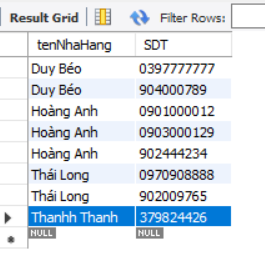 Result Grid Filter Rows:
tenNhaHang SDT
Duy Béo 0397777777
Duy Béo 904000789
Hoàng Anh 0901000012
Hoàng Anh 0903000129
Hoàng Anh 902444234
Thái Long 0970908888
Thái Long 902009765
Thanhh Thanh 379824426
NULL NULL